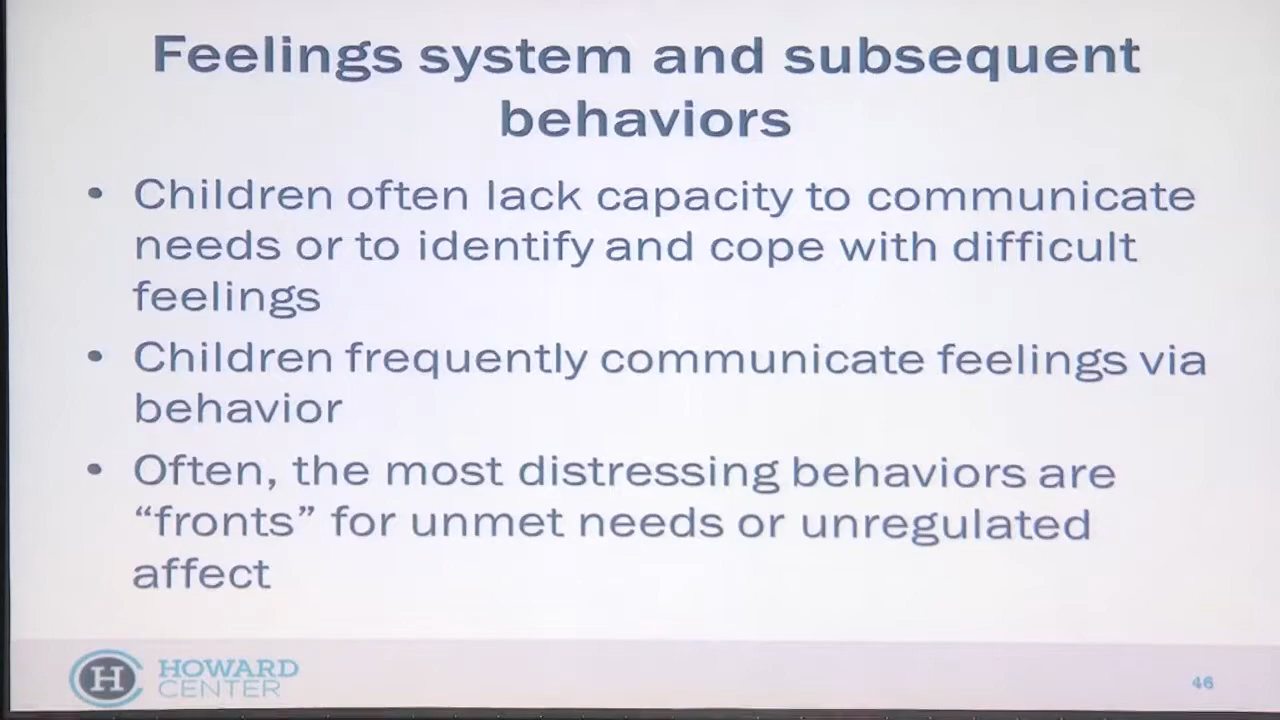 Feelings system and subsequent
behaviors
• Children often lack capacity to communicate
needs or to identify and cope with difficult
feelings
• Children frequently communicate feelings via
behavior
• Often, the most distressing behaviors are
“fronts” for unmet needs or unregulated
affect
H
HOWARD
CENTER
46